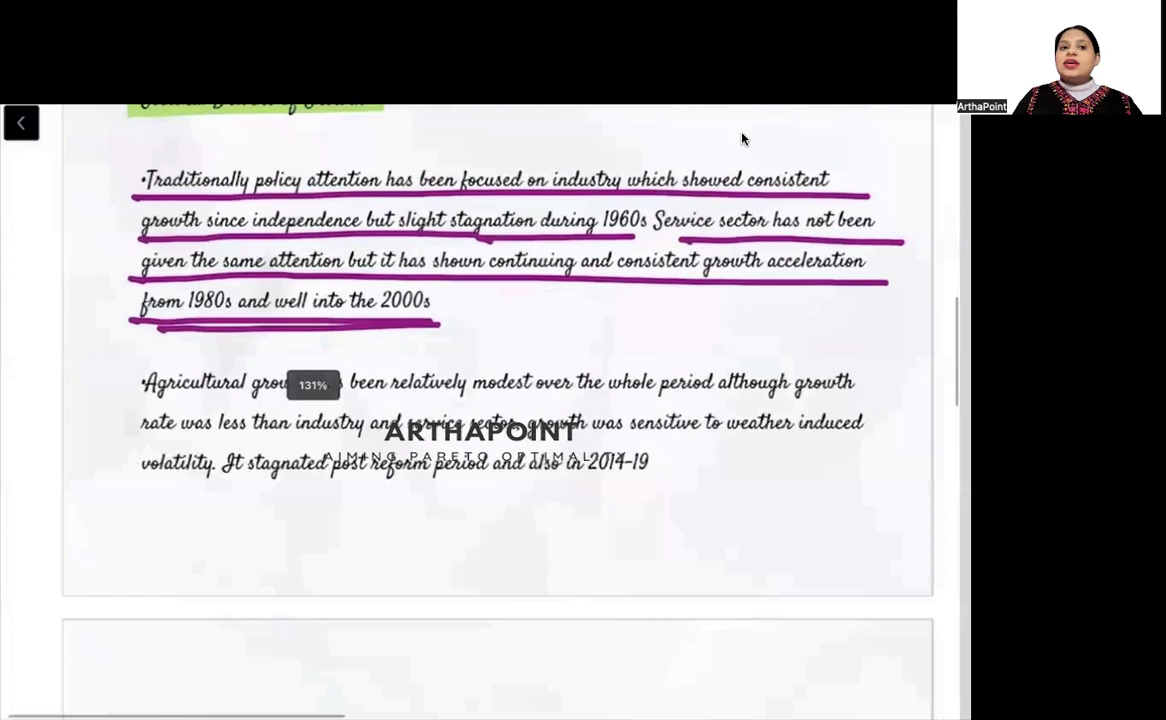 ArthaPoint
•Traditionally policy attention has been focused on industry which showed consistent
growth since independence but slight stagnation during 1960s Service sector has not been
given the same attention but it has shown continuing and consistent growth acceleration
from 1980s and well into the 2000s
•Agricultural been relatively modest over the whole period although growth
131%
rate was less than industry and service sector, growth was sensitive to weather induced
ARTHAPOINT
volatility. It stagnated post reform period and also in 2014-19
AIMING PARETO OPTIMALITY